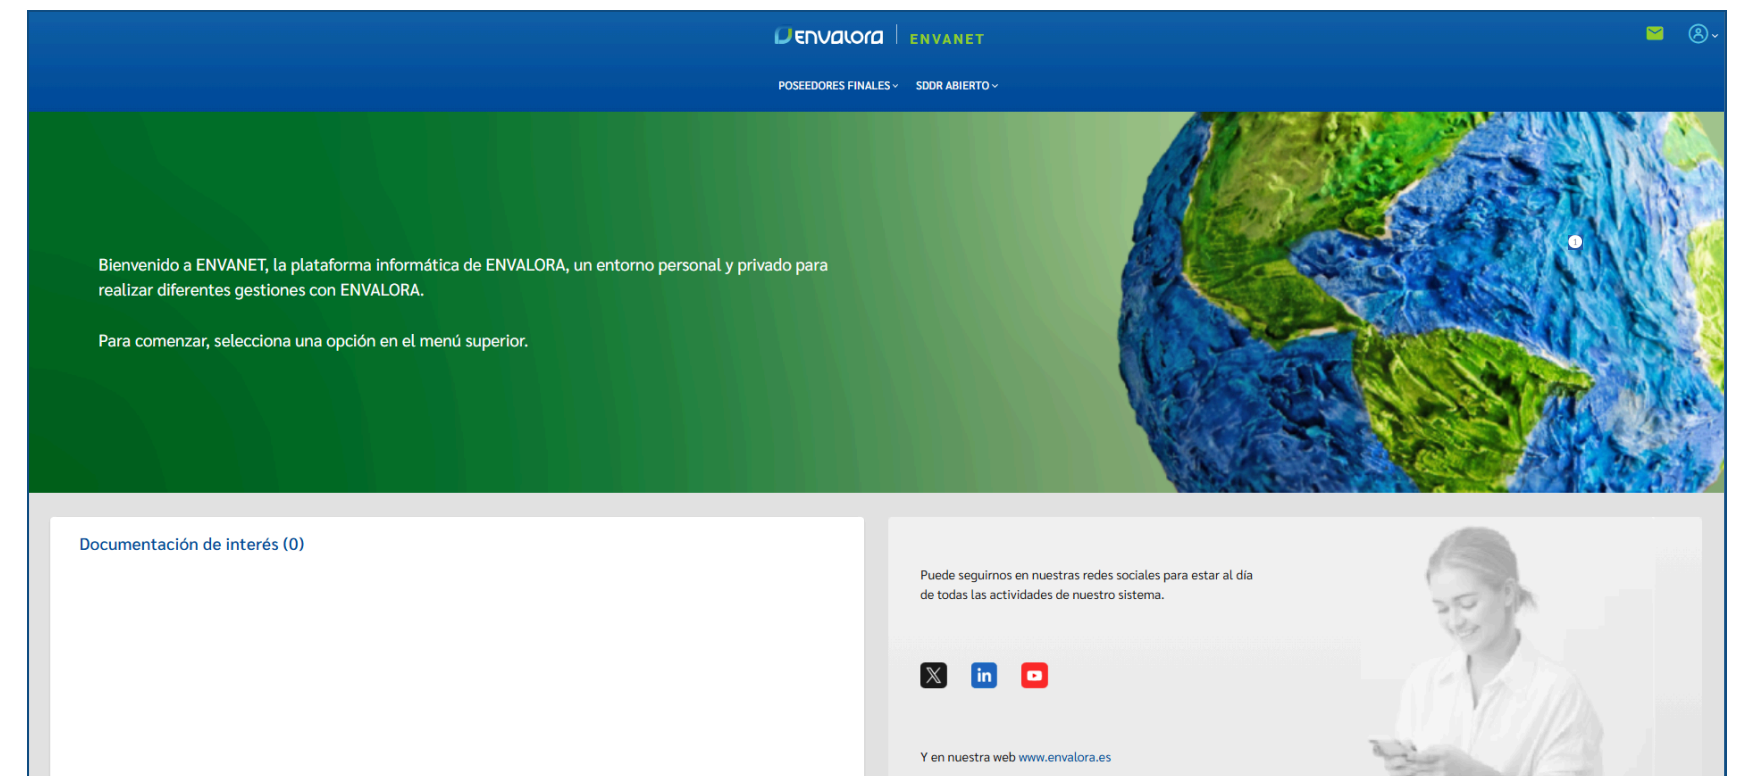 envalora ENVANET
POSEEDORES FINALES SDDR ABIERTO
Bienvenido a ENVANET, la plataforma informática de ENVALORA, un entorno personal y privado para
realizar diferentes gestiones con ENVALORA.
Para comenzar, selecciona una opción en el menú superior.
1
Documentación de interés (0)
Puede seguirnos en nuestras redes sociales para estar al día
de todas las actividades de nuestro sistema.
X in
Y en nuestra web www.envalora.es